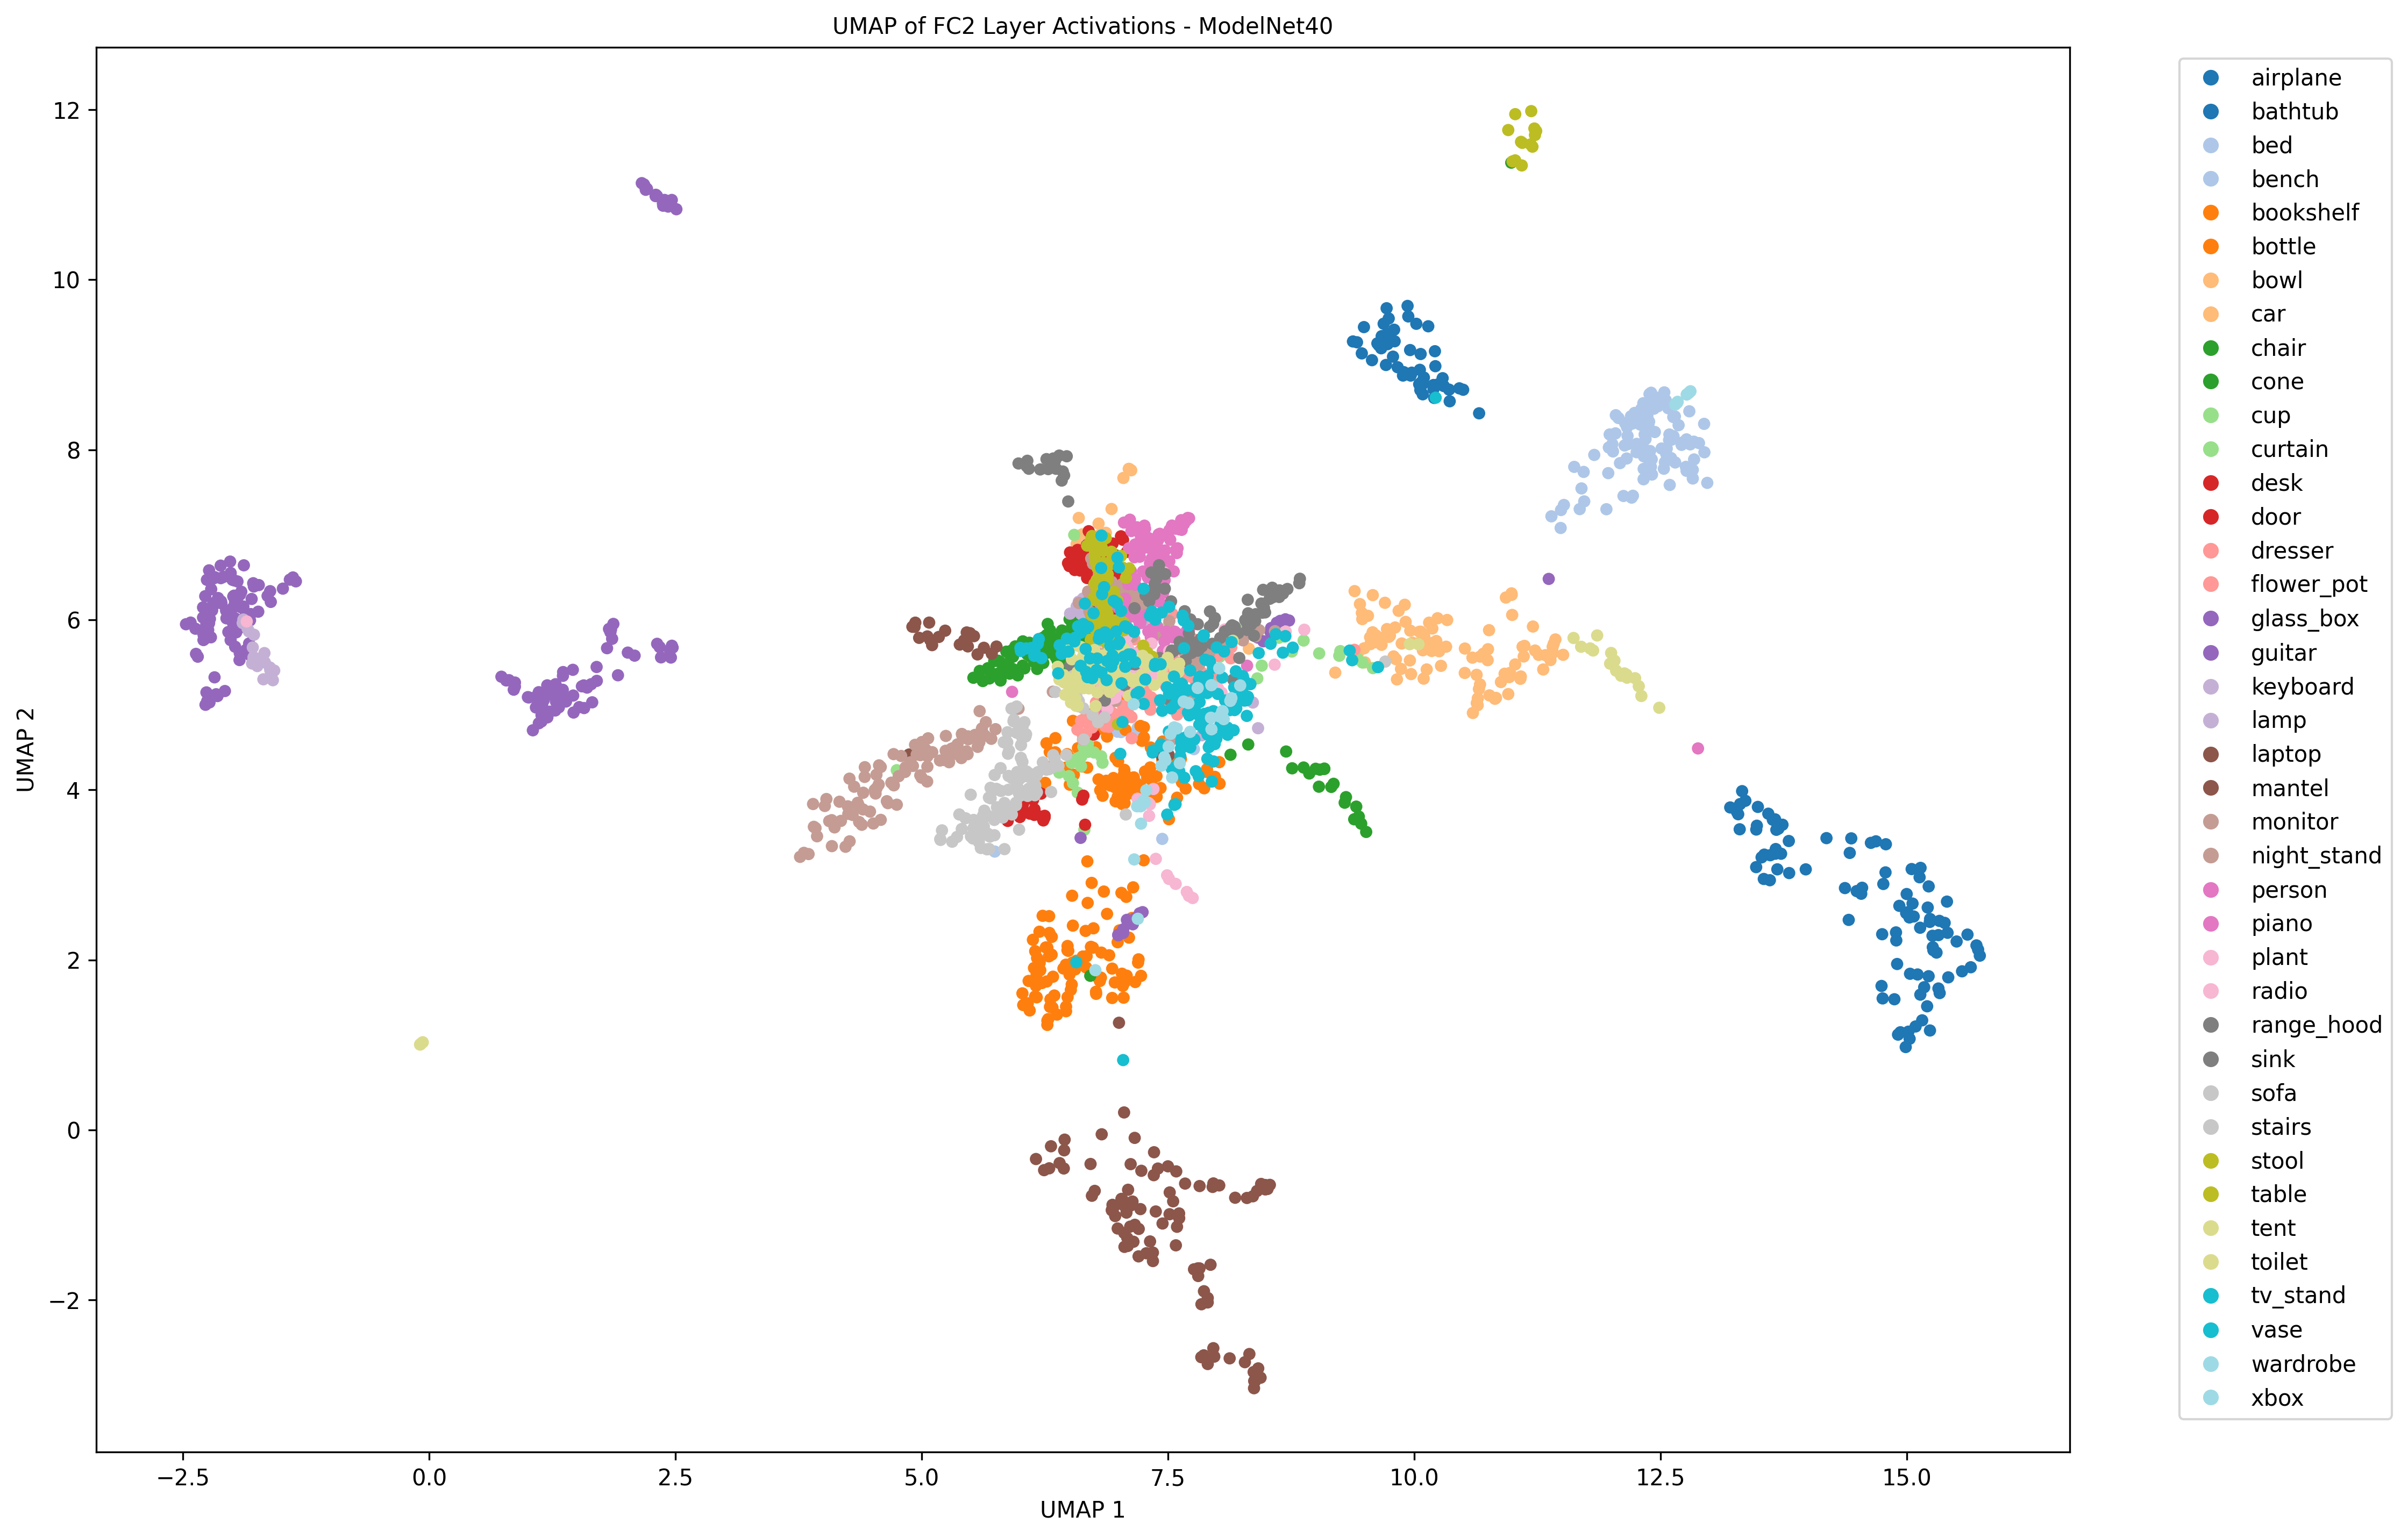 UMAP of FC2 Layer Activations - ModelNet40
12
10
8
6
4
2
0
−2
UMAP 2
−2.5
0.0
2.5
5.0
7.5
10.0
12.5
15.0
UMAP 1
airplane
bathtub
bed
bench
bookshelf
bottle
bowl
car
chair
cone
cup
curtain
desk
door
dresser
flower_pot
glass_box
guitar
keyboard
lamp
laptop
mantel
monitor
night_stand
person
piano
plant
radio
range_hood
sink
sofa
stairs
stool
table
tent
toilet
tv_stand
vase
wardrobe
xbox